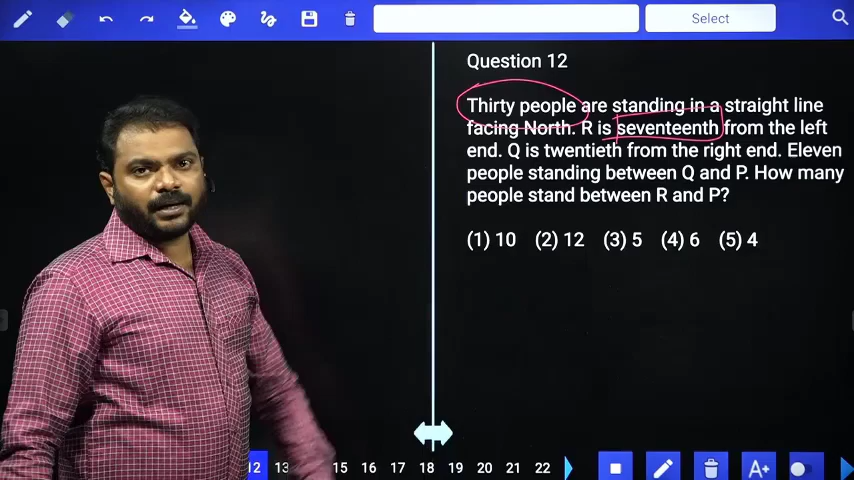 Select
Question 12
Thirty people are standing in a straight line
facing North. R is seventeenth from the left
end. Q is twentieth from the right end. Eleven
people standing between Q and P. How many
people stand between R and P?
(1) 10 (2) 12 (3) 5 (4) 6 (5) 4
12 13 15 16 17 18 19 20 21 22
A+